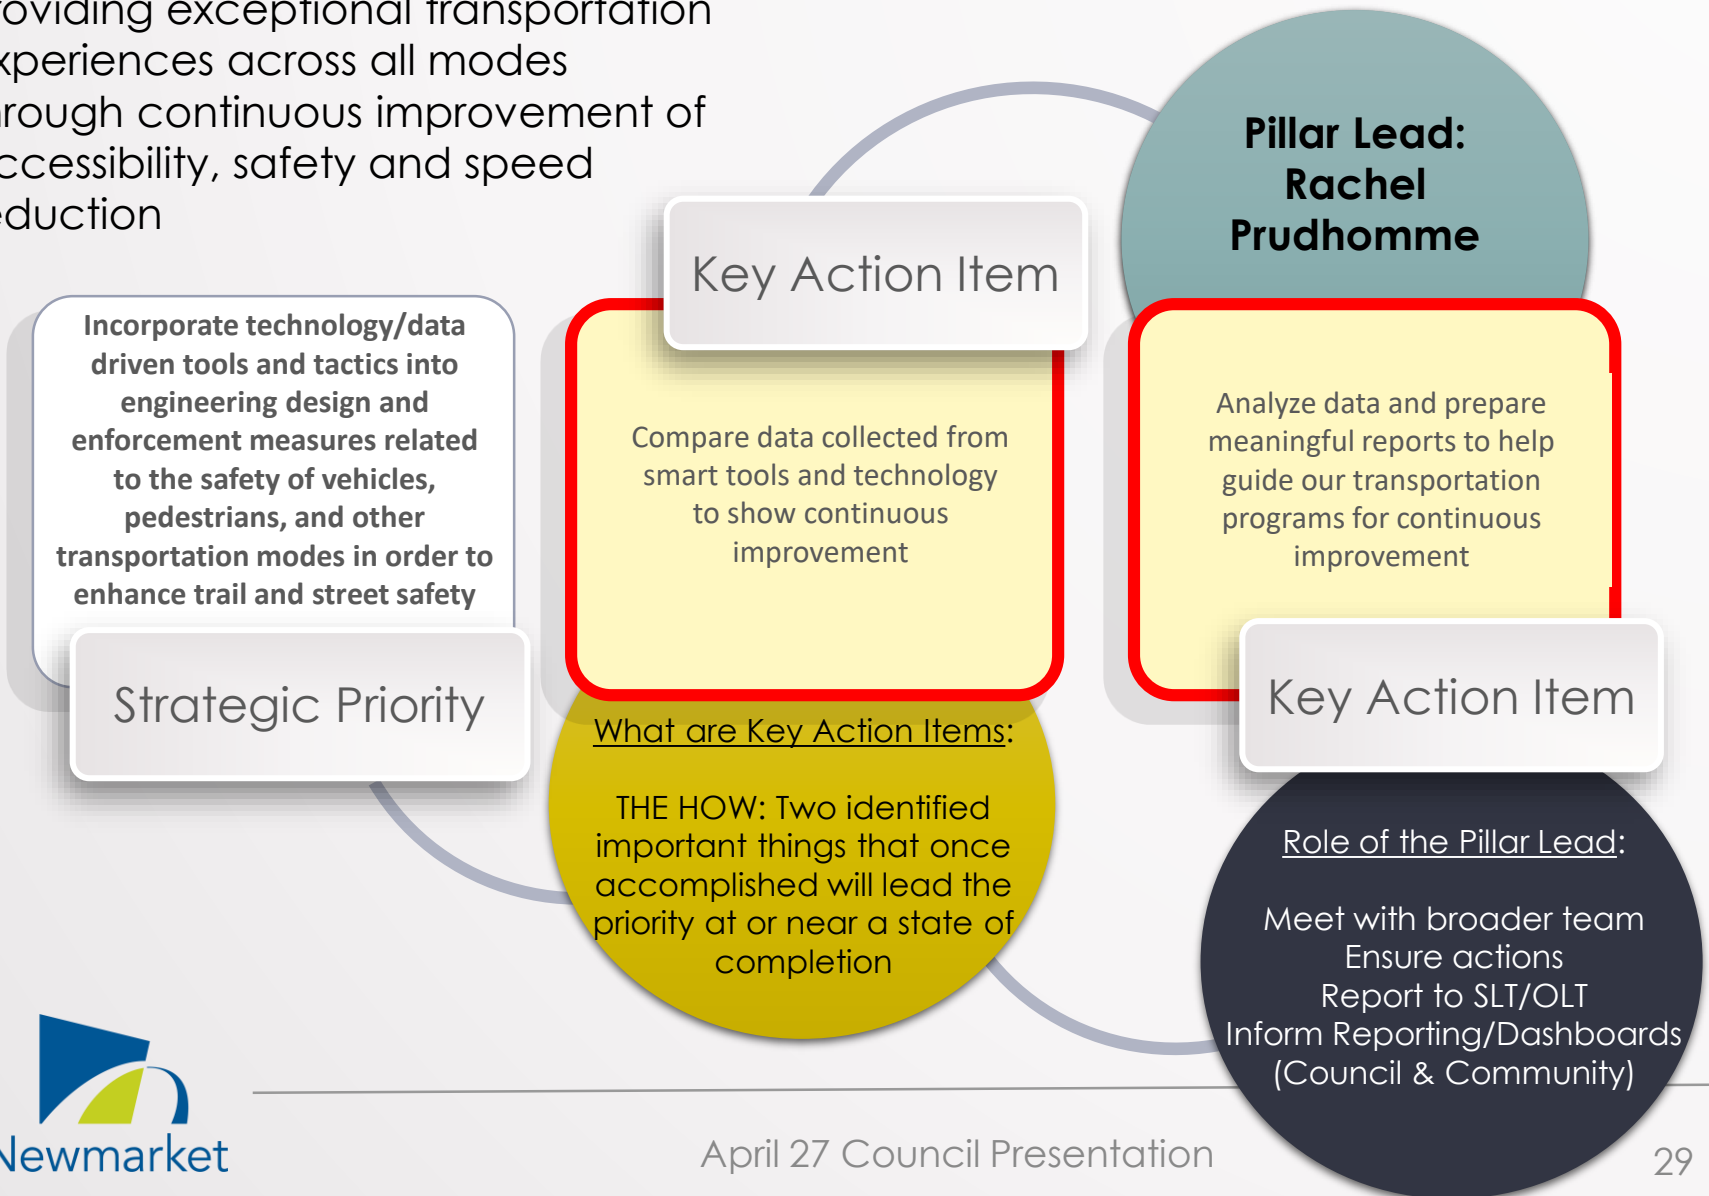 oviding exceptional transportation
xperiences across all modes
rough continuous improvement of
ccessibility, safety and speed
eduction
Pillar Lead:
Rachel
Prudhomme
Key Action Item
Incorporate technology/data
driven tools and tactics into
engineering design and
enforcement measures related
to the safety of vehicles,
pedestrians, and other
transportation modes in order to
enhance trail and street safety
Strategic Priority
Compare data collected from
smart tools and technology
to show continuous
improvement
Analyze data and prepare
meaningful reports to help
guide our transportation
programs for continuous
improvement
Key Action Item
What are Key Action Items:
THE HOW: Two identified
important things that once
accomplished will lead the
priority at or near a state of
completion
Role of the Pillar Lead:
Meet with broader team
Ensure actions
Report to SLT/OLT
Inform Reporting/Dashboards
(Council & Community)
Newmarket
April 27 Council Presentation
29